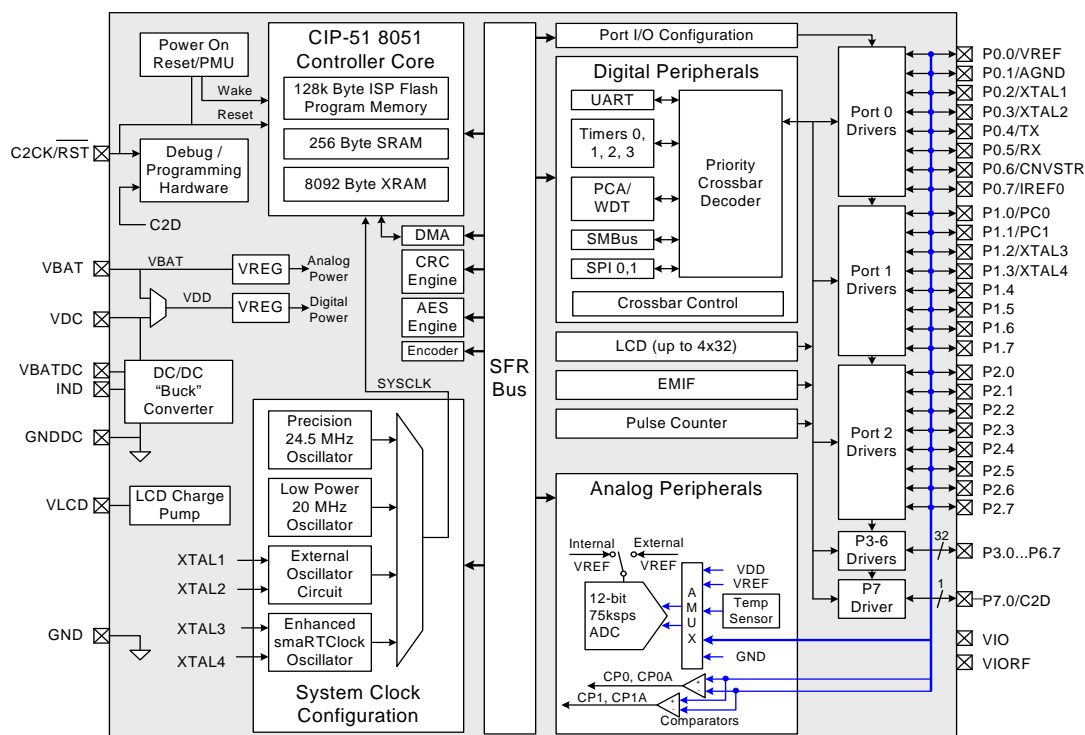 Power On
Reset/PMU
Wake
Reset
C2CK/RST
Debug /
Programming
Hardware
C2D
VBAT
VBAT
VREG
Analog
Power
VDC
VDD
VREG
Digital
Power
VBATDC
IND
DC/DC
“Buck”
Converter
GNDDC
VLCD
LCD Charge
Pump
XTAL1
XTAL2
XTAL3
XTAL4
GND
CIP-51 8051
Controller Core
128k Byte ISP Flash
Program Memory
256 Byte SRAM
8092 Byte XRAM
DMA
CRC
Engine
AES
Engine
Encoder
SYSCLK
Precision
24.5 MHz
Oscillator
Low Power
20 MHz
Oscillator
External
Oscillator
Circuit
Enhanced
smaRTClock
Oscillator
System Clock
Configuration
SFR
Bus
Port I/O Configuration
Digital Peripherals
UART
Timers 0,
1, 2, 3
PCA/
WDT
SMBus
SPI 0,1
Priority
Crossbar
Decoder
Crossbar Control
LCD (up to 4x32)
EMIF
Pulse Counter
Analog Peripherals
Internal
VREF
External
VREF
12-bit
75ksps
ADC
A
M
U
X
VDD
VREF
Temp
Sensor
GND
CP0, CP0A
+
-
CP1, CP1A
+
-
Comparators
Port 0
Drivers
Port 1
Drivers
Port 2
Drivers
P3-6
Drivers
32
P7
Driver
1
P0.0/VREF
P0.1/AGND
P0.2/XTAL1
P0.3/XTAL2
P0.4/TX
P0.5/RX
P0.6/CNVSTR
P0.7/IREF0
P1.0/PC0
P1.1/PC1
P1.2/XTAL3
P1.3/XTAL4
P1.4
P1.5
P1.6
P1.7
P2.0
P2.1
P2.2
P2.3
P2.4
P2.5
P2.6
P2.7
P3.0...P6.7
P7.0/C2D
VIO
VIORF